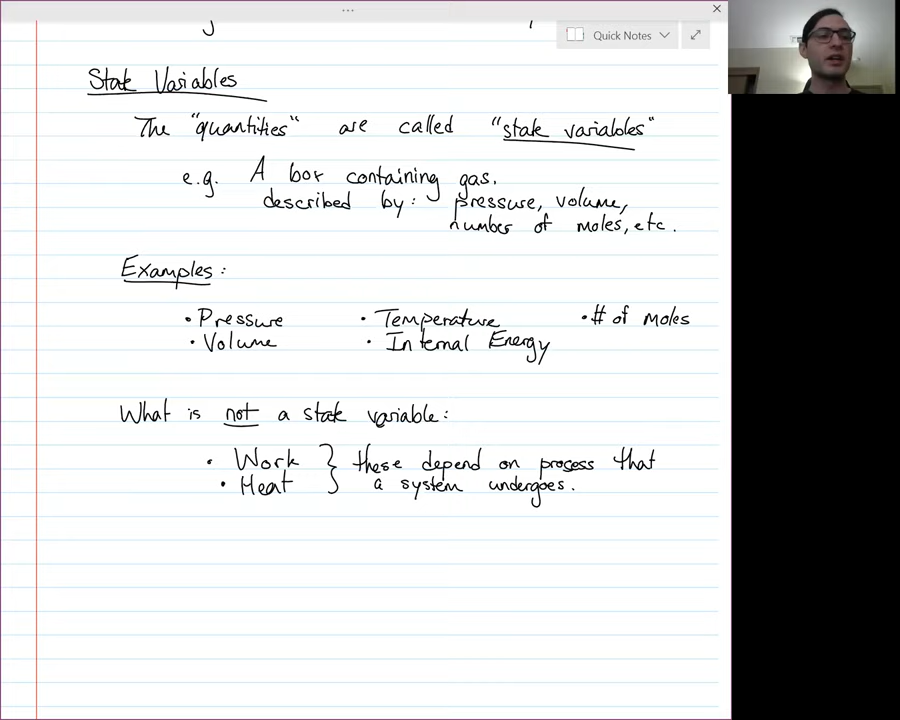 Quick Notes
State Variables
The "quantities" are called "state variables"
e.g. A box containing gas.
described by: pressure, volume,
number of moles, etc.
Examples:
• Pressure • Temperature • # of moles
• Volume • Internal Energy
What is not a state variable:
• Work } these depend on process that
• Heat } a system undergoes.